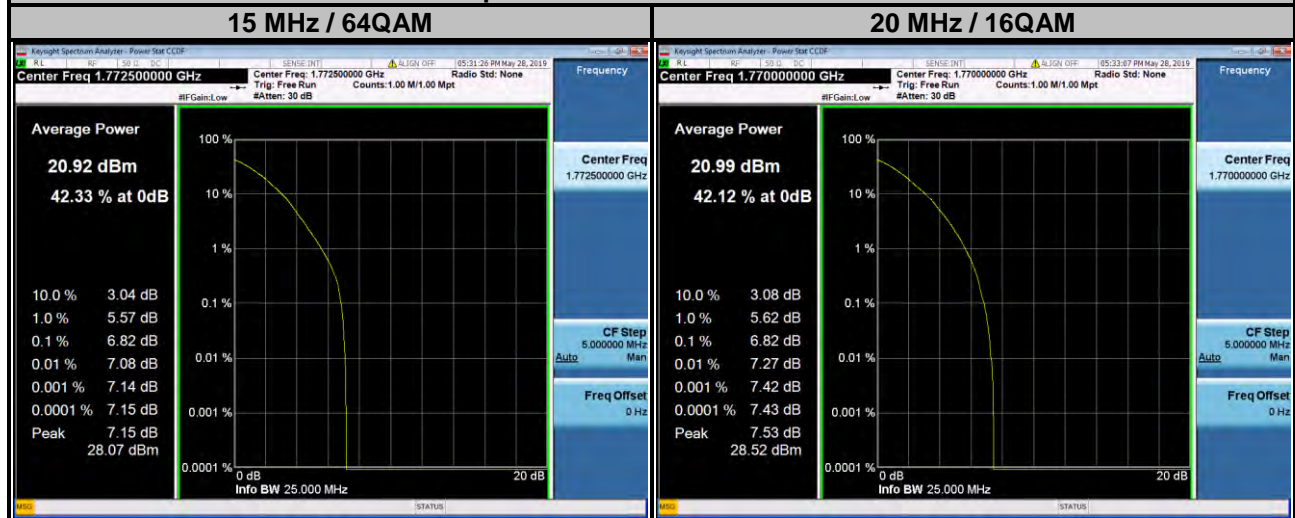 15 MHz / 64QAM
20 MHz / 16QAM
Keysight Spectrum Analyzer - Power Stat CCDF
RL RF 50 Ω DC SENSE:INT ALIGN OFF 05:31:26 PM May 28, 2019
Center Freq 1.772500000 GHz
Center Freq: 1.772500000 GHz Radio Std: None
Trig: Free Run Counts:1.00 M/1.00 Mpt
#IFGain:Low #Atten: 30 dB
Frequency
Average Power
20.92 dBm
42.33 % at 0dB
10.0 % 3.04 dB
1.0 % 5.57 dB
0.1 % 6.82 dB
0.01 % 7.08 dB
0.001 % 7.14 dB
0.0001 % 7.15 dB
Peak 7.15 dB
28.07 dBm
100 %
10 %
1 %
0.1 %
0.01 %
0.001 %
0.0001 %
0 dB 20 dB
Info BW 25.000 MHz
Center Freq
1.772500000 GHz
CF Step
5.000000 MHz
Auto Man
Freq Offset
0 Hz
MSG STATUS
Keysight Spectrum Analyzer - Power Stat CCDF
RL RF 50 Ω DC SENSE:INT ALIGN OFF 05:33:07 PM May 28, 2019
Center Freq 1.770000000 GHz
Center Freq: 1.770000000 GHz Radio Std: None
Trig: Free Run Counts:1.00 M/1.00 Mpt
#IFGain:Low #Atten: 30 dB
Frequency
Average Power
20.99 dBm
42.12 % at 0dB
10.0 % 3.08 dB
1.0 % 5.62 dB
0.1 % 6.82 dB
0.01 % 7.27 dB
0.001 % 7.42 dB
0.0001 % 7.43 dB
Peak 7.53 dB
28.52 dBm
100 %
10 %
1 %
0.1 %
0.01 %
0.001 %
0.0001 %
0 dB 20 dB
Info BW 25.000 MHz
Center Freq
1.770000000 GHz
CF Step
5.000000 MHz
Auto Man
Freq Offset
0 Hz
MSG STATUS